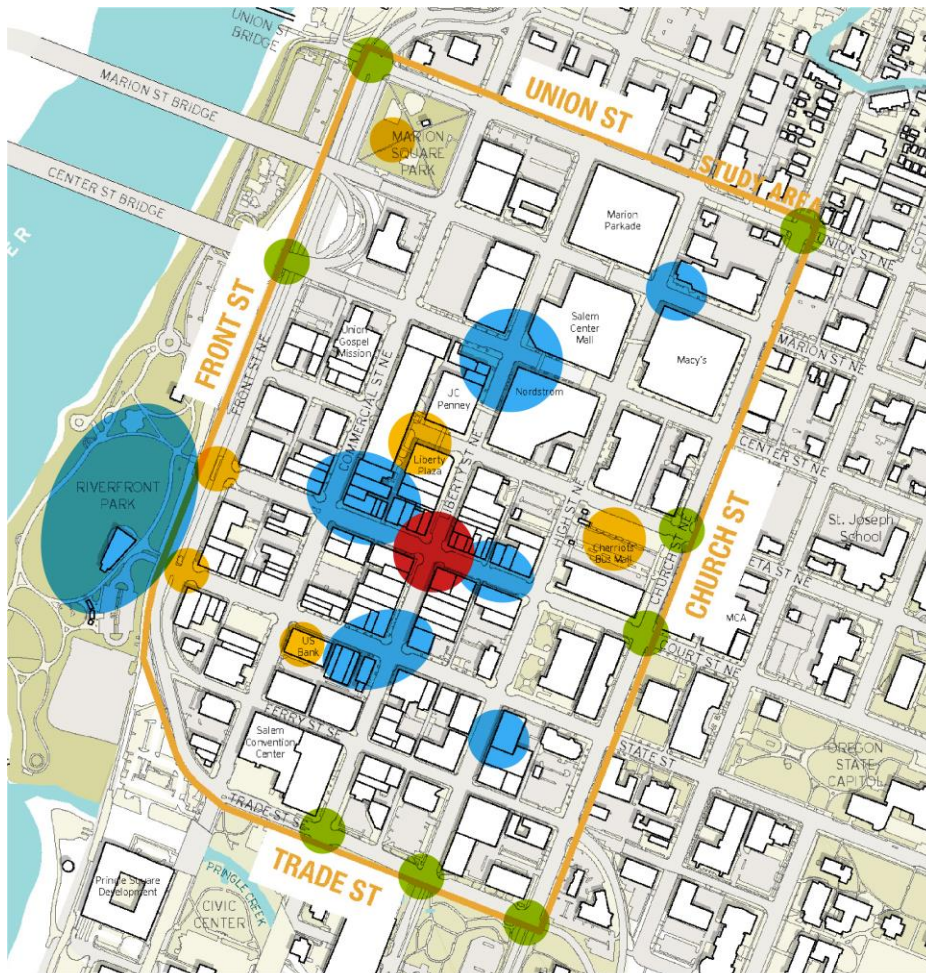 UNION ST
BRIDGE
MARION ST BRIDGE
UNION ST
MARION
SQUARE
PARK
STUDY AREA
CENTER ST BRIDGE
Marion
Parkade
UNION ST NE
FRONT ST
Salem
Center
Mall
Union
Gospel
Mission
FRONT ST NE
Macy's
MARION ST NE
COMMERCIAL ST NE
JC
Penney
Nordstrom
CENTER ST NE
Liberty
Plaza
LIBERTY ST NE
RIVERFRONT
PARK
HIGH ST NE
CHURCH ST
St. Joseph
School
Cherriots
Bus Mall
CHURCH ST NE
MCA
US
Bank
COURT ST NE
FERRY ST SE
Salem
Convention
Center
STATE ST
OREGON
STATE
CAPITOL
TRADE ST SE
TRADE ST
Pringle Square
Development
PRINGLE CREEK
CIVIC
CENTER